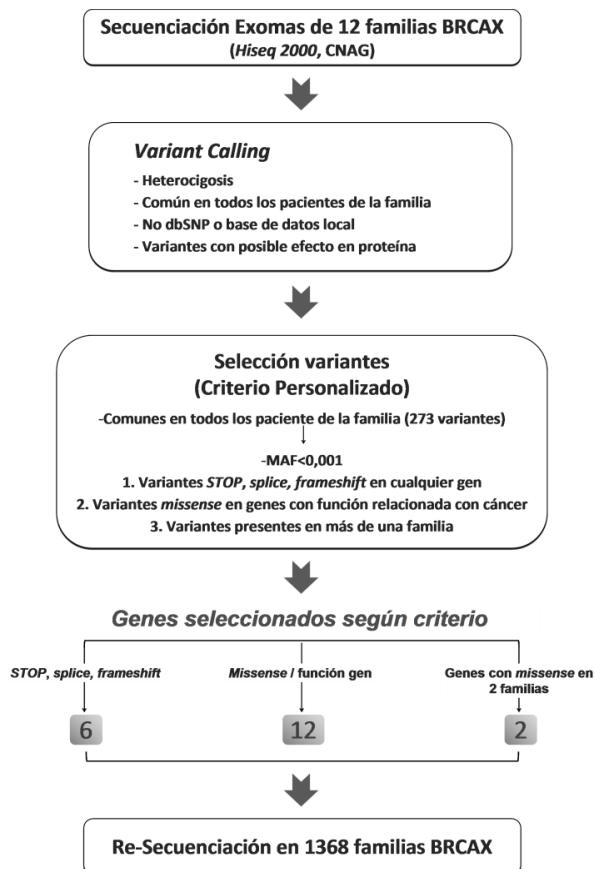 Secuenciación Exomas de 12 familias BRCAX
(Hiseq 2000, CNAG)
Variant Calling
- Heterocigosis
- Común en todos los pacientes de la familia
- No dbSNP o base de datos local
- Variantes con posible efecto en proteína
Selección variantes
(Criterio Personalizado)
-Comunes en todos los paciente de la familia (273 variantes)
-MAF<0,001
1. Variantes STOP, splice, frameshift en cualquier gen
2. Variantes missense en genes con función relacionada con cáncer
3. Variantes presentes en más de una familia
Genes seleccionados según criterio
STOP, splice, frameshift
6
Missense / función gen
12
Genes con missense en
2 familias
2
Re-Secuenciación en 1368 familias BRCAX